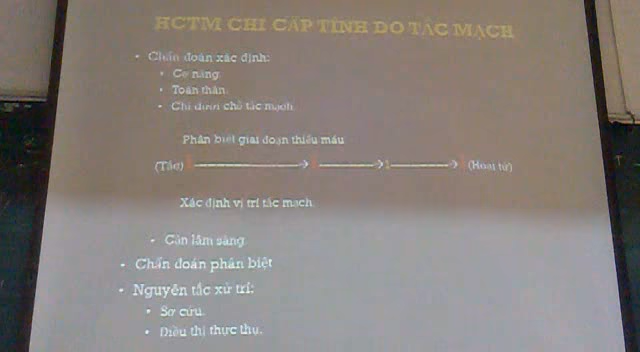 HCTM CHI CẤP TÍNH DO TẮC MẠCH
• Chẩn đoán xác định:
• Cơ năng.
• Toàn thân.
• Chi dưới chỗ tắc mạch.
Phân biệt giai đoạn thiếu máu
(Tắc) (Hoại tử)
Xác định vị trí tắc mạch.
• Cận lâm sàng.
• Chẩn đoán phân biệt
• Nguyên tắc xử trí:
• Sơ cứu.
• Điều thị thực thụ.